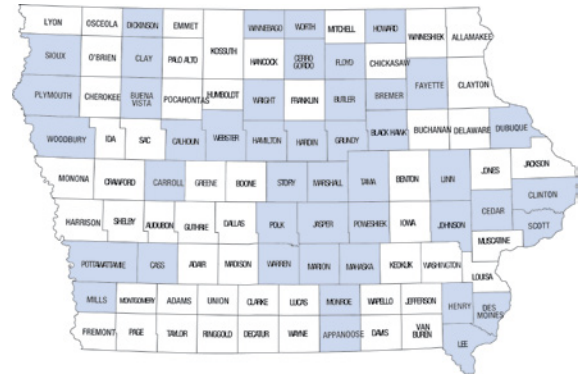 LYON OSCEOLA DICKINSON EMMET WINNEBAGO WORTH MITCHELL HOWARD WINNESHIEK ALLAMAKEE
KOSSUTH
SIOUX O'BRIEN CLAY PALO ALTO HANCOCK CERRO GORDO FLOYD CHICKASAW
FAYETTE CLAYTON
PLYMOUTH CHEROKEE BUENA VISTA POCAHONTAS HUMBOLDT WRIGHT FRANKLIN BUTLER BREMER
WOODBURY IDA SAC CALHOUN WEBSTER HAMILTON HARDIN GRUNDY BLACK HAWK BUCHANAN DELAWARE DUBUQUE
MONONA CRAWFORD CARROLL GREENE BOONE STORY MARSHALL TAMA BENTON LINN JONES JACKSON
CLINTON
CEDAR
HARRISON SHELBY AUDUBON GUTHRIE DALLAS POLK JASPER POWESHIEK IOWA JOHNSON SCOTT
MUSCATINE
POTTAWATTAMIE CASS ADAIR MADISON WARREN MARION MAHASKA KEOKUK WASHINGTON
LOUISA
MILLS MONTGOMERY ADAMS UNION CLARKE LUCAS MONROE WAPELLO JEFFERSON HENRY DES MOINES
FREMONT PAGE TAYLOR RINGGOLD DECATUR WAYNE APPANOOSE DAVIS VAN BUREN
LEE